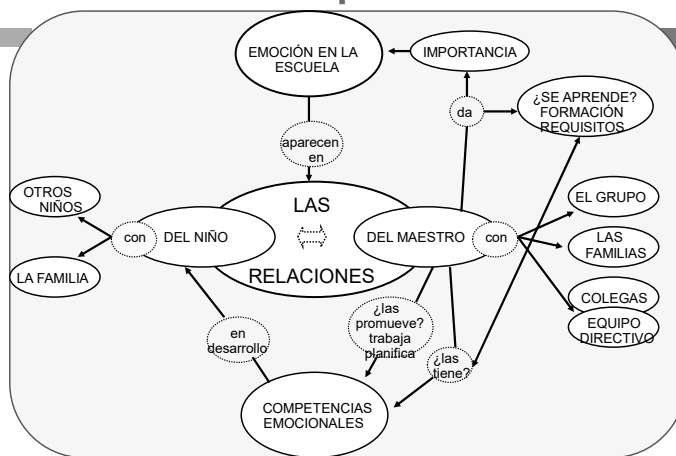 EMOCIÓN EN LA
ESCUELA
IMPORTANCIA
da
¿SE APRENDE?
FORMACIÓN
REQUISITOS
aparecen
en
OTROS
NIÑOS
LA FAMILIA
con
DEL NIÑO
LAS
RELACIONES
DEL MAESTRO
con
EL GRUPO
LAS
FAMILIAS
COLEGAS
EQUIPO
DIRECTIVO
en
desarrollo
¿las
promueve?
trabaja
planifica
¿las
tiene?
COMPETENCIAS
EMOCIONALES